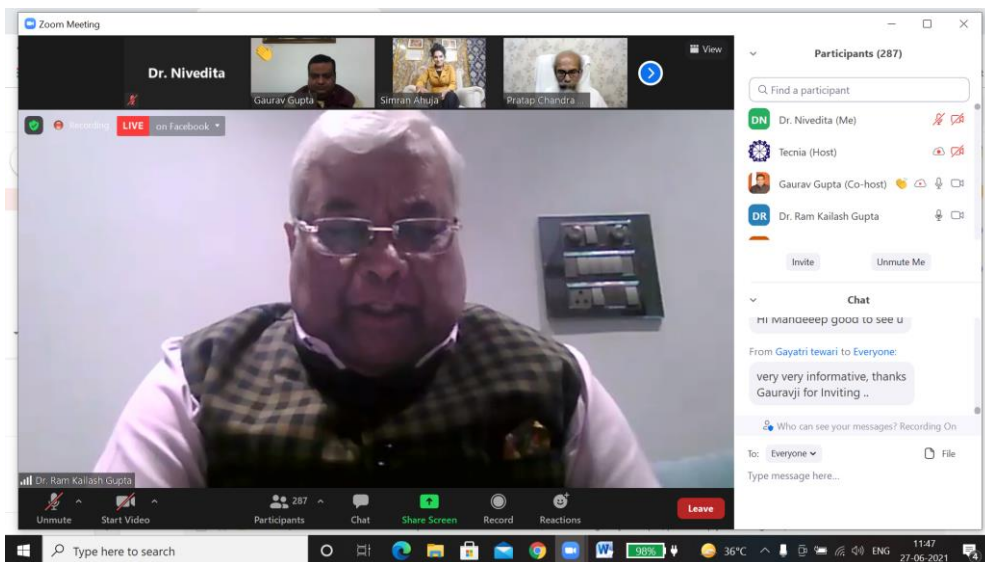 Zoom Meeting
Dr. Nivedita
Gaurav Gupta
Simran Ahuja
Pratap Chandra
View
Recording
LIVE on Facebook
Dr. Ram Kailash Gupta
Unmute
Start Video
287
Participants
Chat
Share Screen
Record
Reactions
Leave
Participants (287)
Find a participant
DN Dr. Nivedita (Me)
Tecnia (Host)
Gaurav Gupta (Co-host)
DR Dr. Ram Kailash Gupta
Invite
Unmute Me
Chat
Hi Mandeeep good to see u
From Gayatri tewari to Everyone:
very very informative, thanks
Gauravji for Inviting ..
Who can see your messages? Recording On
To: Everyone
File
Type message here...
Type here to search
98%
36°C
ENG
11:47
27-06-2021
4